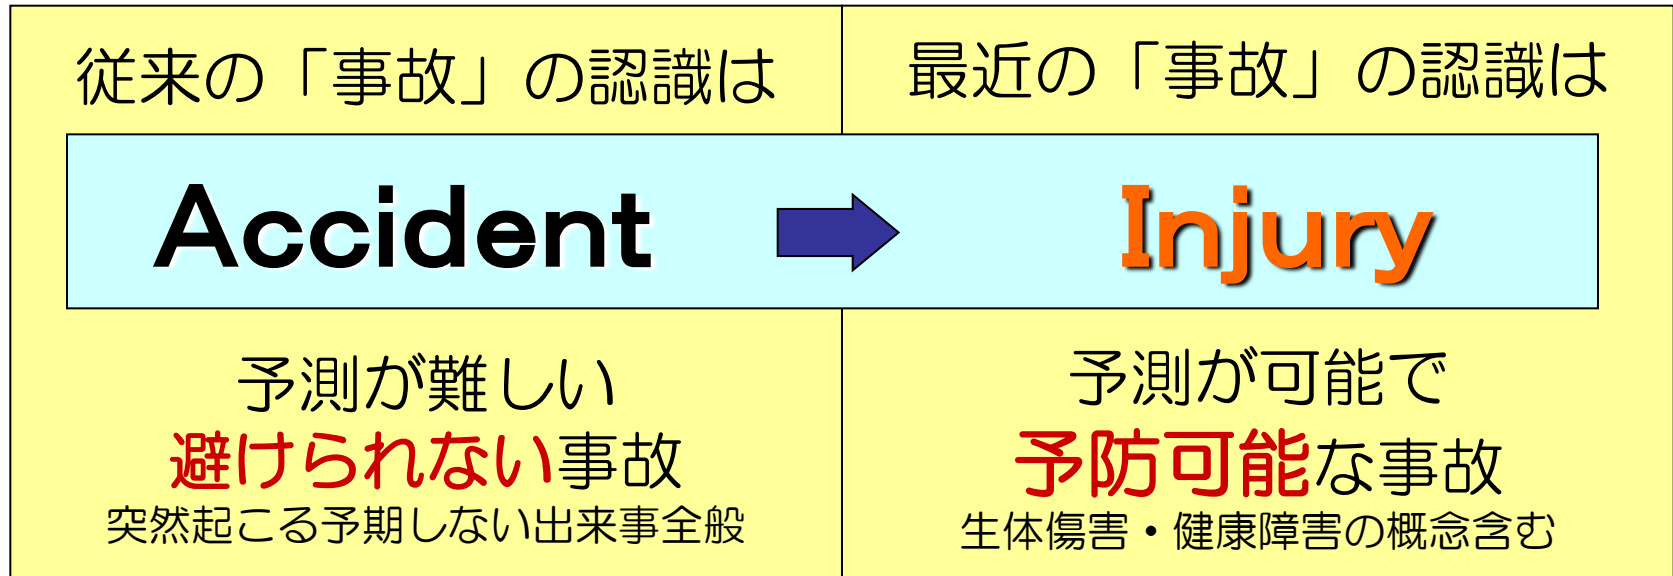 従来の「事故」の認識は
Accident
予測が難しい
避けられない事故
突然起こる予期しない出来事全般
最近の「事故」の認識は
Injury
予測が可能で
予防可能な事故
生体傷害・健康障害の概念含む